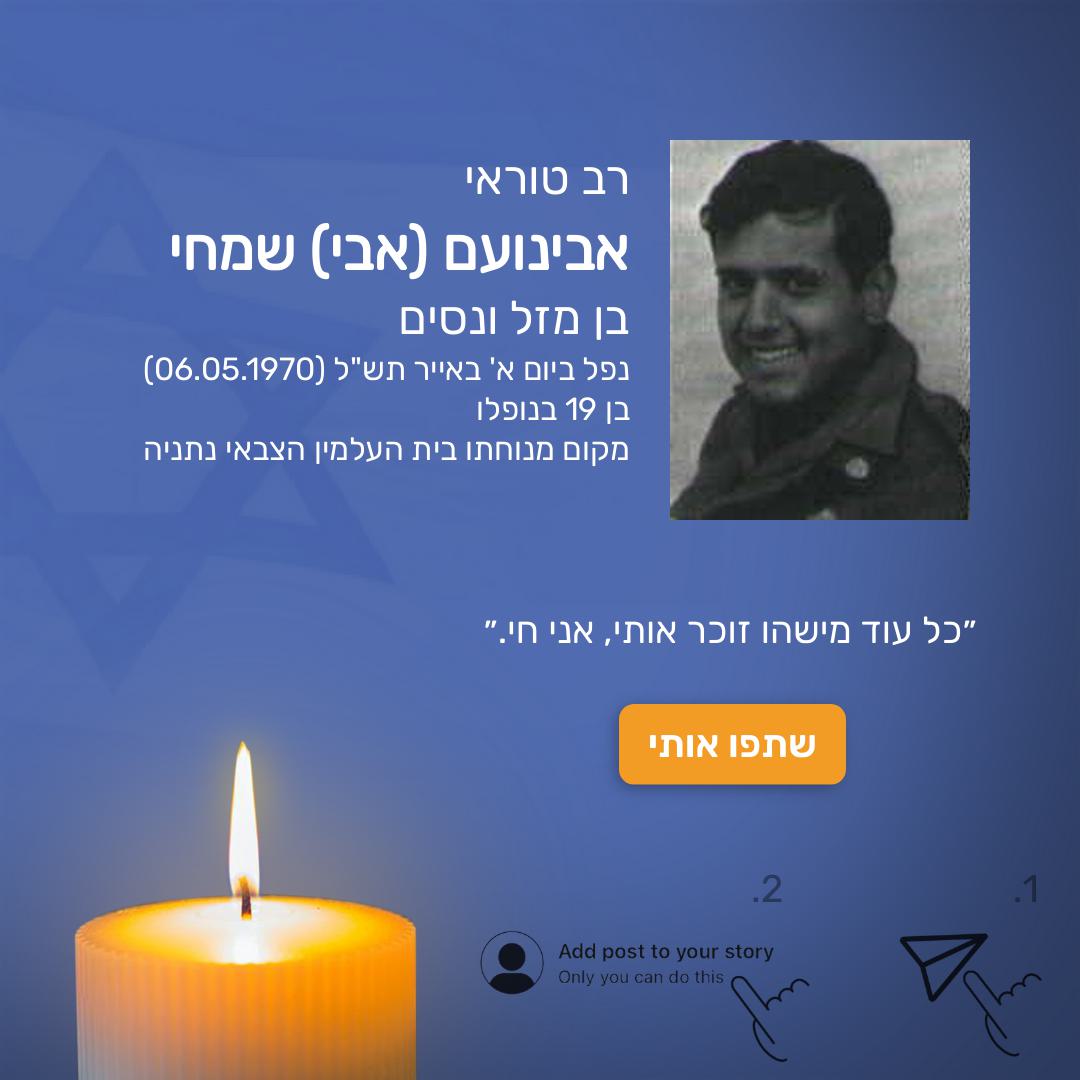 רב טוראי
אבינועם (אבי) שמחי
בן מזל ונסים
נפל ביום א' באייר תש"ל (06.05.1970)
בן 19 בנופלו
מקום מנוחתו בית העלמין הצבאי נתניה
״כל עוד מישהו זוכר אותי, אני חי.״
שתפו אותי
1.
2.
Add post to your story
Only you can do this